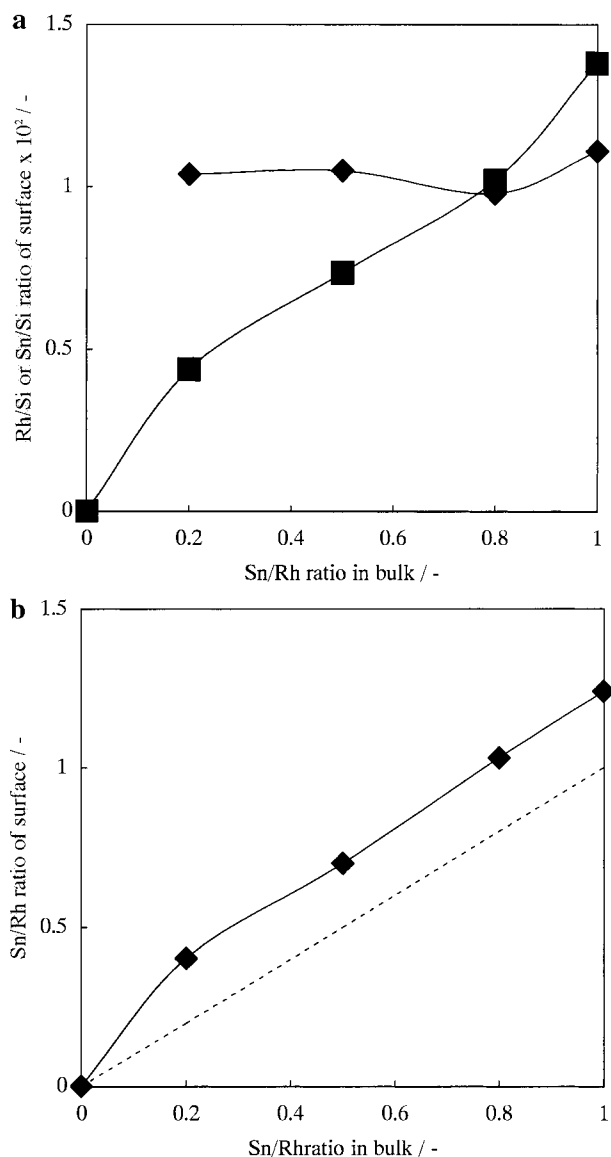 a
1.5
1
0.5
0
Rh/Si or Sn/Si ratio of surface x 10² / -
0 0.2 0.4 0.6 0.8 1
Sn/Rh ratio in bulk / -
b
1.5
1
0.5
0
Sn/Rh ratio of surface / -
0 0.2 0.4 0.6 0.8 1
Sn/Rhratio in bulk / -